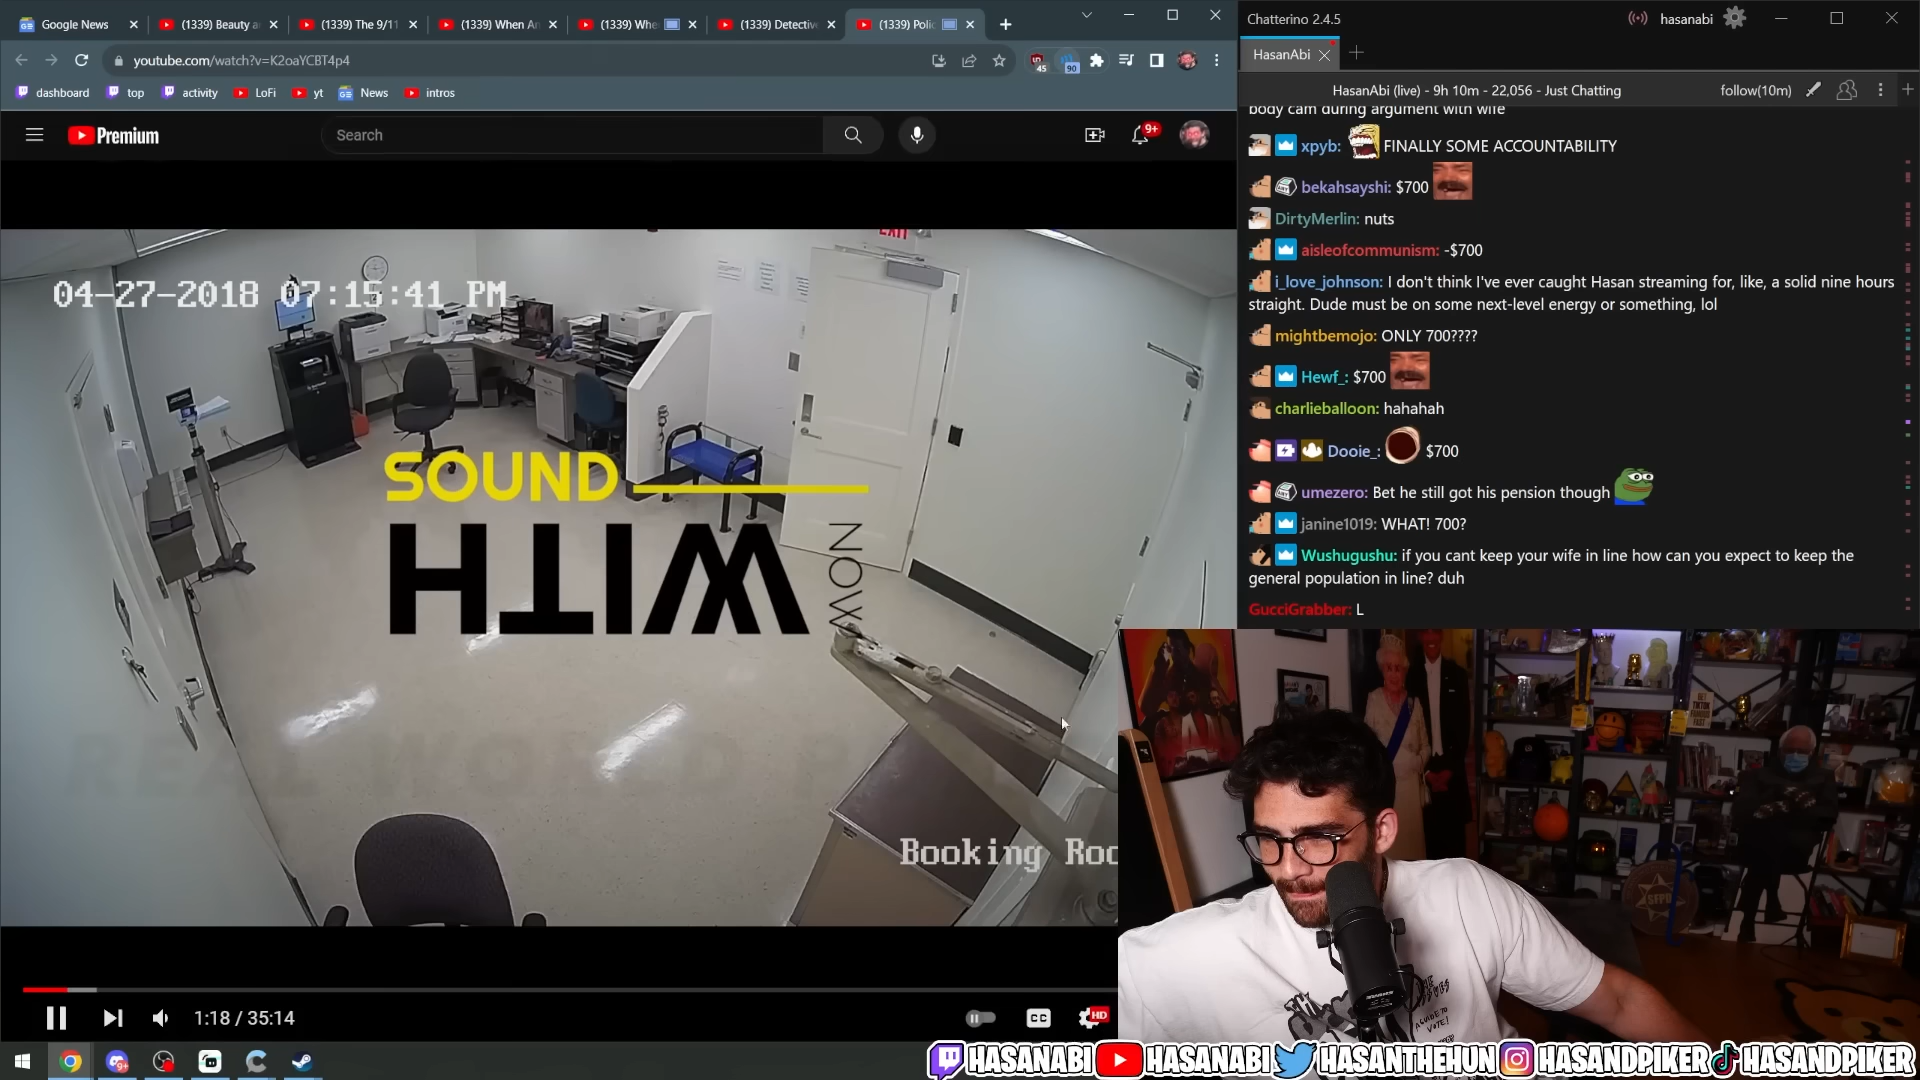 Google News
(1339) Beauty a
(1339) The 9/11
(1339) When An
(1339) Whe
(1339) Detective
(1339) Polic
youtube.com/watch?v=K2oaYCBT4p4
45
90
dashboard
top
activity
LoFi
yt
News
intros
Premium
Search
9+
EXIT
04-27-2018 07:15:41 PM
SOUND
WITH
NOW
Booking Roo
1:18 / 35:14
CC
HD
Chatterino 2.4.5
hasanabi
HasanAbi
HasanAbi (live) - 9h 10m - 22,056 - Just Chatting
follow(10m)
body cam during argument with wife
xpyb: FINALLY SOME ACCOUNTABILITY
bekahsayshi: $700
DirtyMerlin: nuts
aisleofcommunism: -$700
i_love_johnson: I don't think I've ever caught Hasan streaming for, like, a solid nine hours
straight. Dude must be on some next-level energy or something, lol
mightbemojo: ONLY 700????
Hewf_: $700
charlieballoon: hahahah
Dooie_: $700
umezero: Bet he still got his pension though
janine1019: WHAT! 700?
Wushugushu: if you cant keep your wife in line how can you expect to keep the
general population in line? duh
GucciGrabber: L
HASANABI
HASANABI
HASANTHEHUN
HASANDPIKER
HASANDPIKER